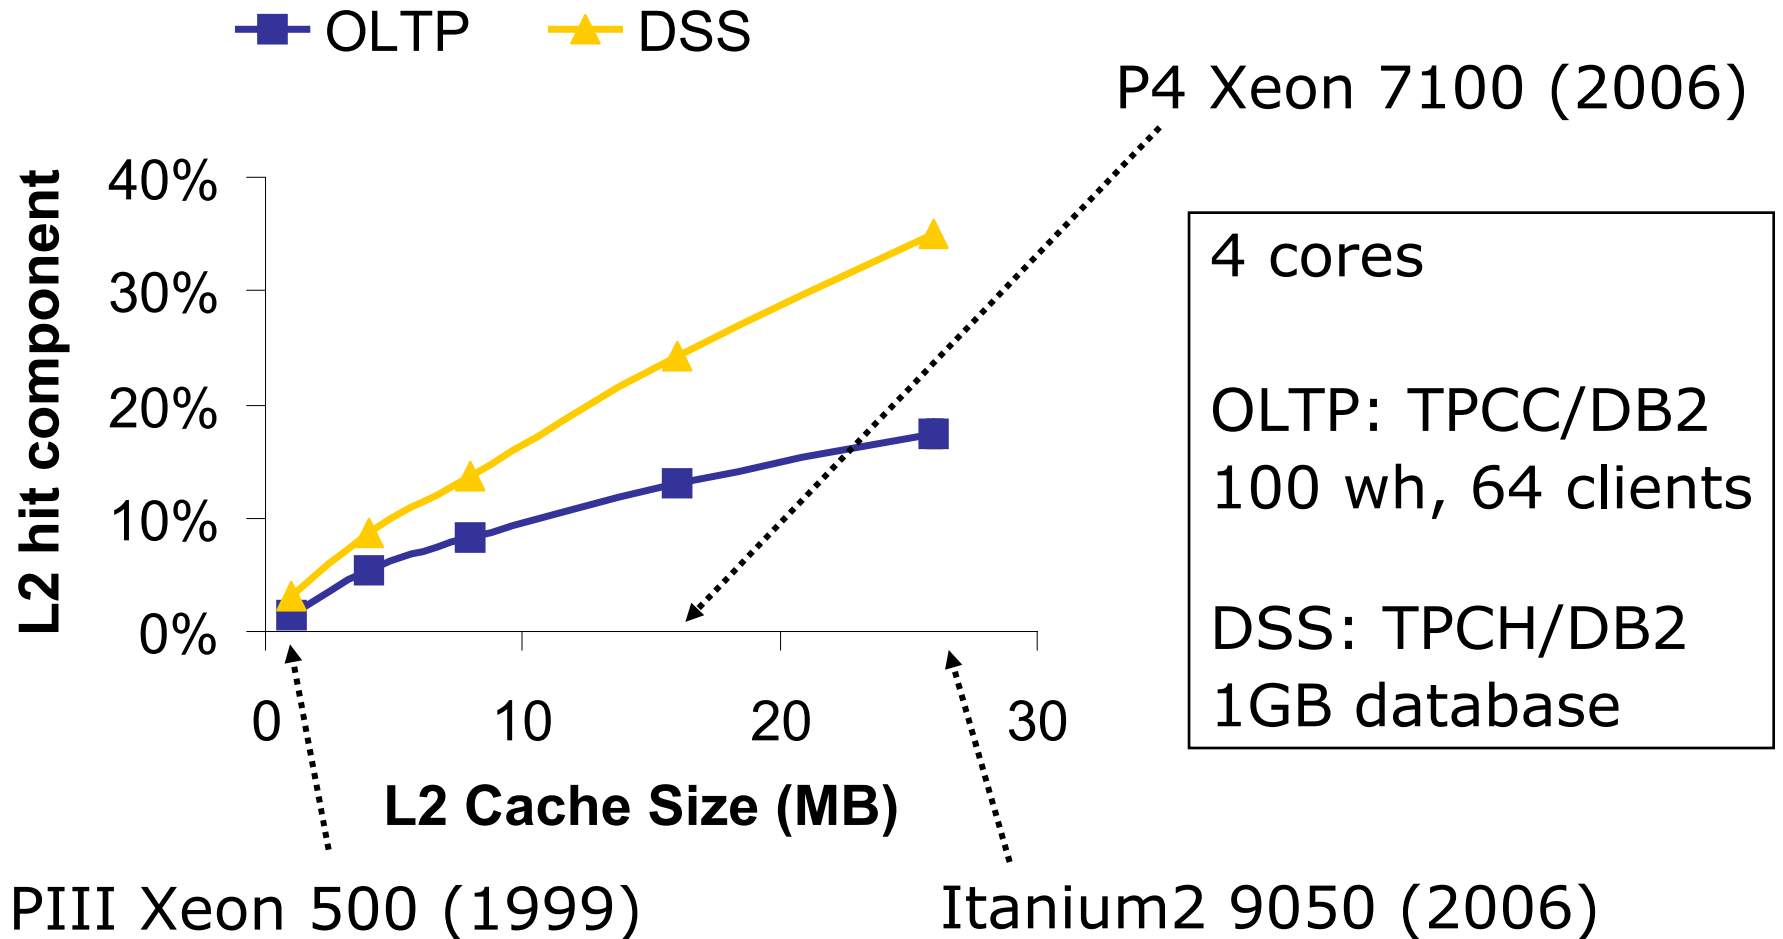 OLTP
DSS
P4 Xeon 7100 (2006)
L2 hit component
40%
30%
20%
10%
0%
0
10
20
30
L2 Cache Size (MB)
4 cores
OLTP: TPCC/DB2
100 wh, 64 clients
DSS: TPCH/DB2
1GB database
PIII Xeon 500 (1999)
Itanium2 9050 (2006)